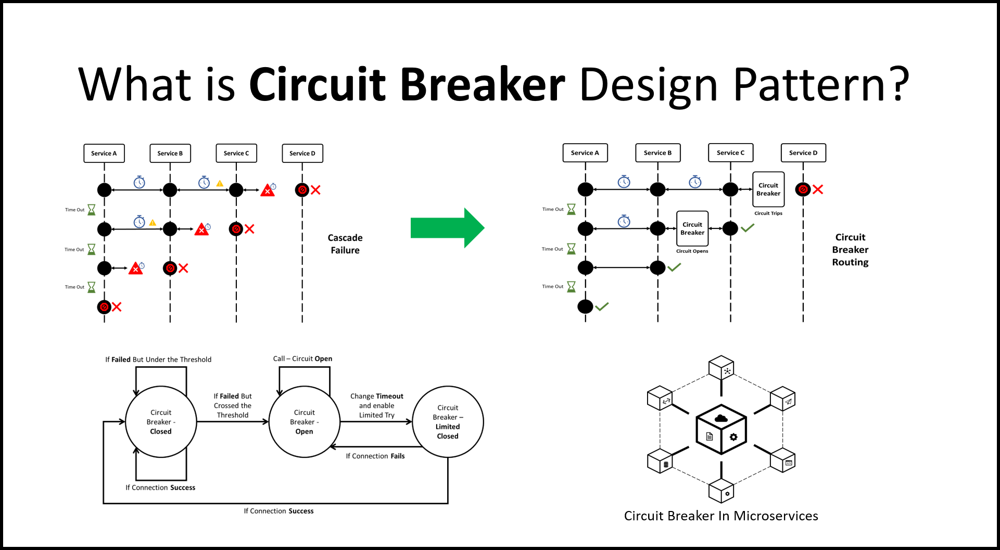 What is Circuit Breaker Design Pattern?
Service A
Service B
Service C
Service D
Time Out
Time Out
Time Out
Cascade
Failure
Service A
Service B
Service C
Service D
Circuit
Breaker
Circuit Trips
Time Out
Circuit
Breaker
Circuit Opens
Time Out
Time Out
Circuit
Breaker
Routing
If Failed But Under the Threshold
Circuit
Breaker -
Closed
If Connection Success
If Failed But
Crossed the
Threshold
Call – Circuit Open
Circuit
Breaker -
Open
Change Timeout
and enable
Limited Try
Circuit
Breaker –
Limited
Closed
If Connection Fails
If Connection Success
Circuit Breaker In Microservices